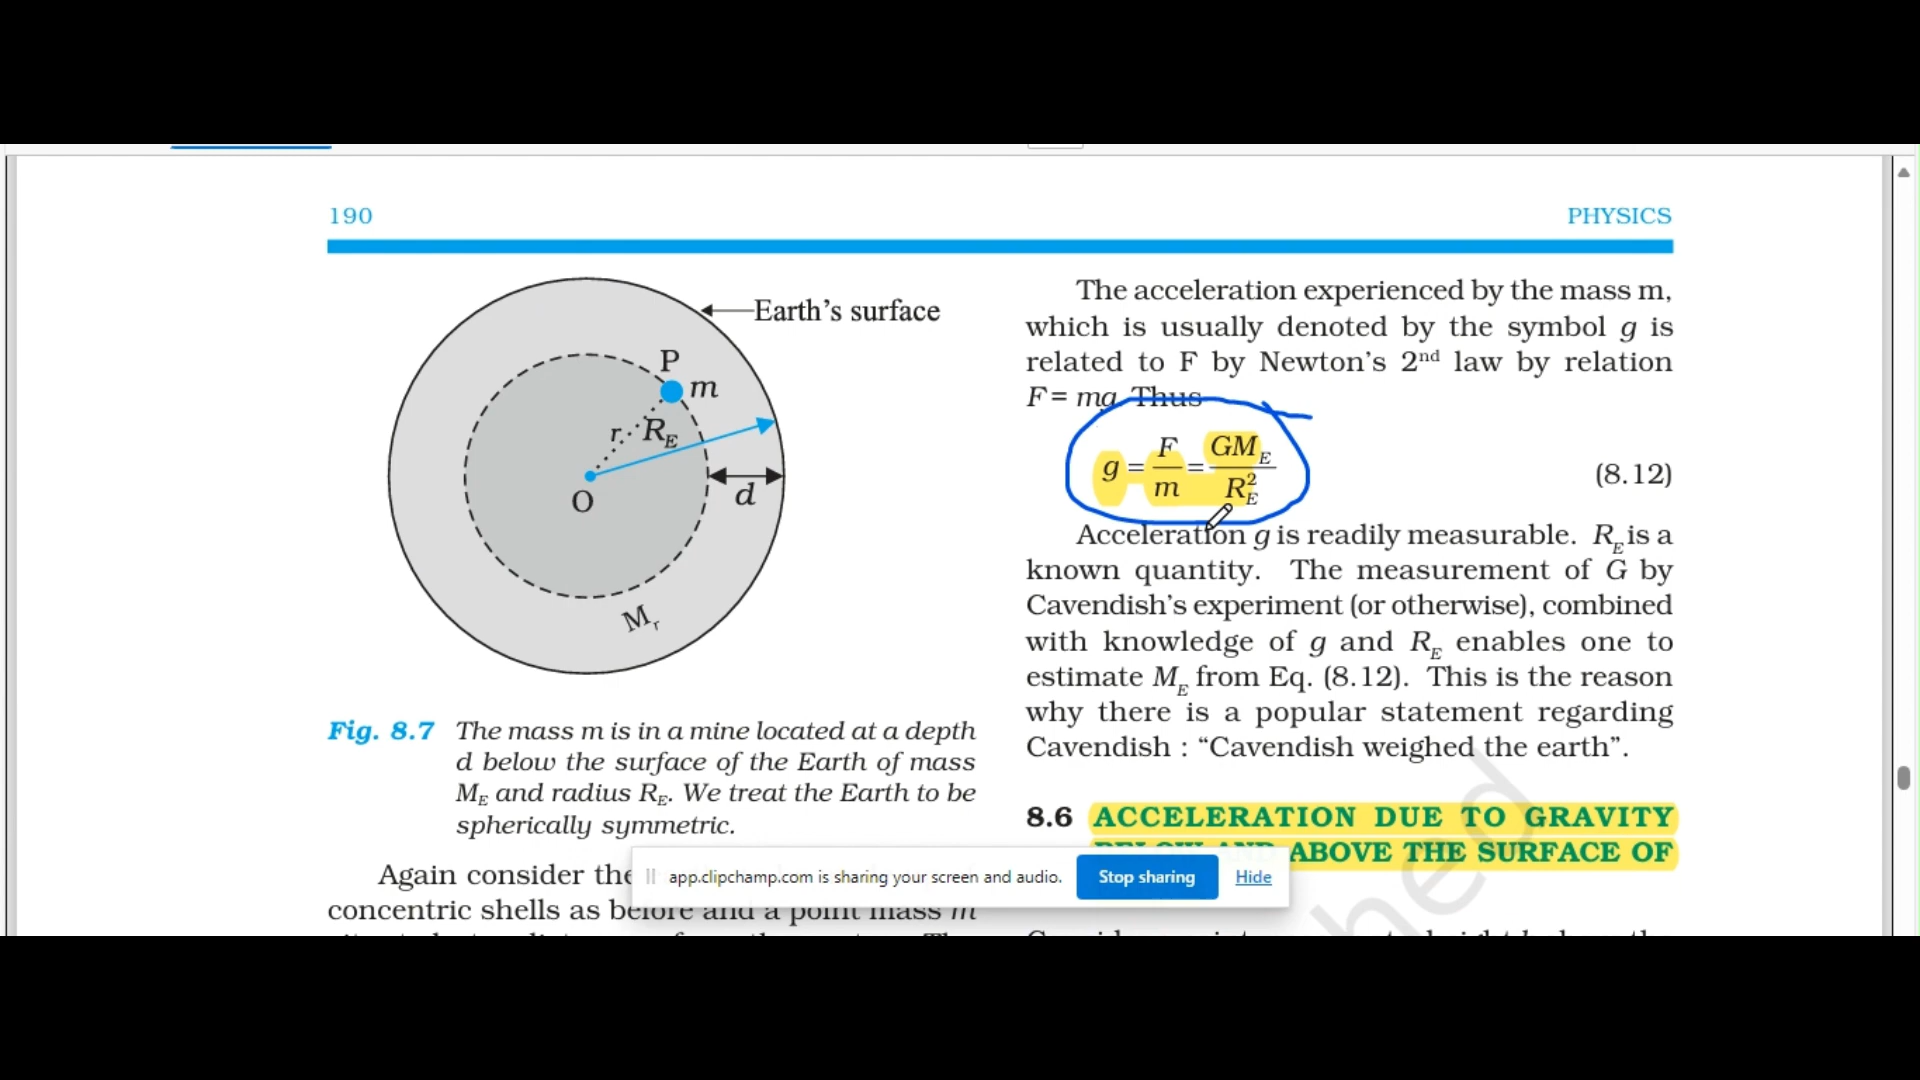 190
PHYSICS
Earth's surface
P
m
r
R_E
O
d
M_r
Fig. 8.7 The mass m is in a mine located at a depth
d below the surface of the Earth of mass
M_E and radius R_E. We treat the Earth to be
spherically symmetric.
Again consider the
concentric shells as before and a point mass m
The acceleration experienced by the mass m,
which is usually denoted by the symbol g is
related to F by Newton's 2nd law by relation
F= mg. Thus
g = F/m = GM_E/R_E^2 (8.12)
Acceleration g is readily measurable. R_E is a
known quantity. The measurement of G by
Cavendish's experiment (or otherwise), combined
with knowledge of g and R_E enables one to
estimate M_E from Eq. (8.12). This is the reason
why there is a popular statement regarding
Cavendish : “Cavendish weighed the earth”.
8.6 ACCELERATION DUE TO GRAVITY
BELOW AND ABOVE THE SURFACE OF
hed
app.clipchamp.com is sharing your screen and audio.
Stop sharing
Hide